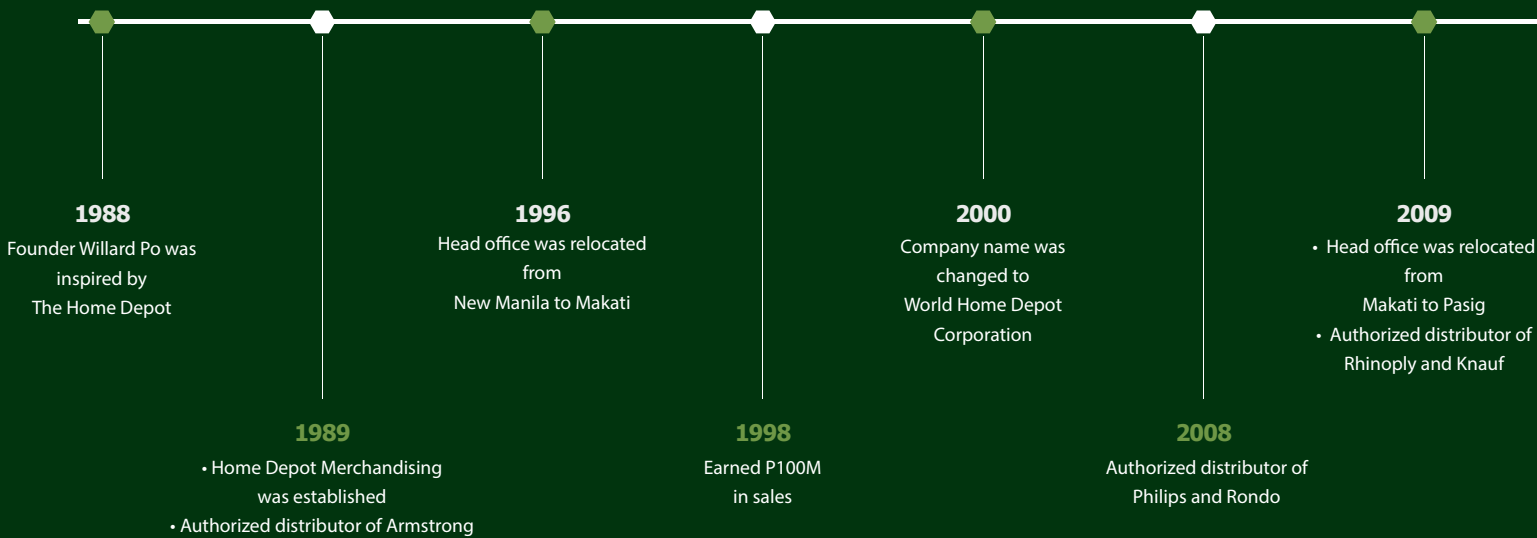 1988
Founder Willard Po was
inspired by
The Home Depot
1989
• Home Depot Merchandising
was established
• Authorized distributor of Armstrong
1996
Head office was relocated
from
New Manila to Makati
1998
Earned P100M
in sales
2000
Company name was
changed to
World Home Depot
Corporation
2008
Authorized distributor of
Philips and Rondo
2009
• Head office was relocated
from
Makati to Pasig
• Authorized distributor of
Rhinoply and Knauf